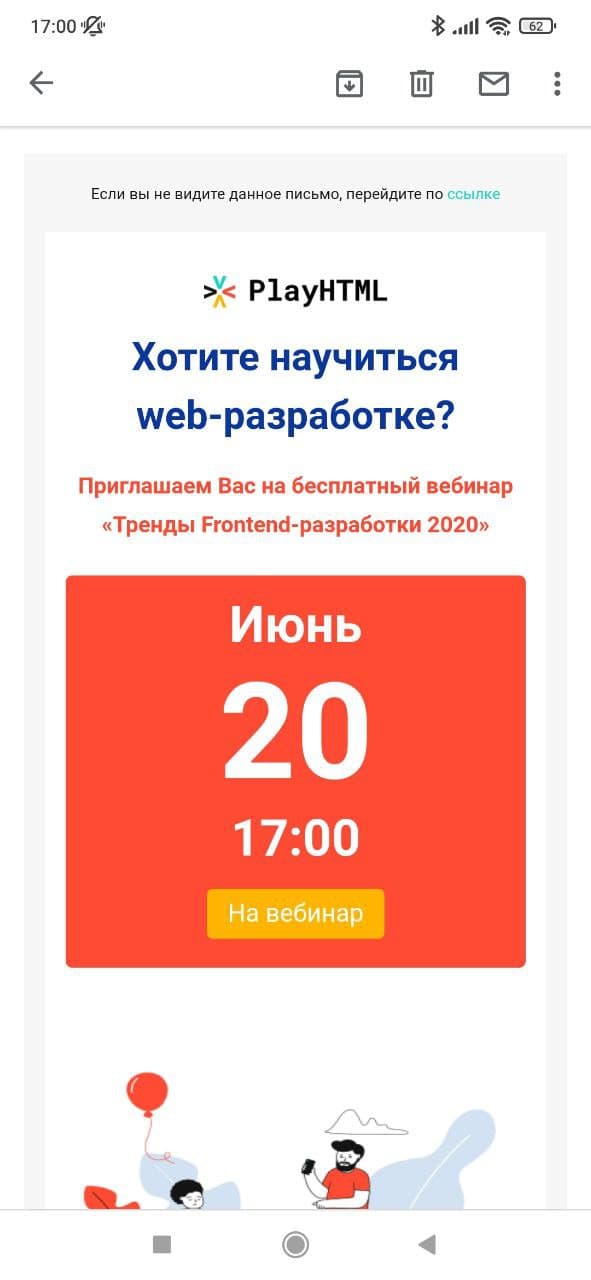 17:00
62
Если вы не видите данное письмо, перейдите по ссылке
PlayHTML
Хотите научиться
web-разработке?
Приглашаем Вас на бесплатный вебинар
«Тренды Frontend-разработки 2020»
Июнь
20
17:00
На вебинар